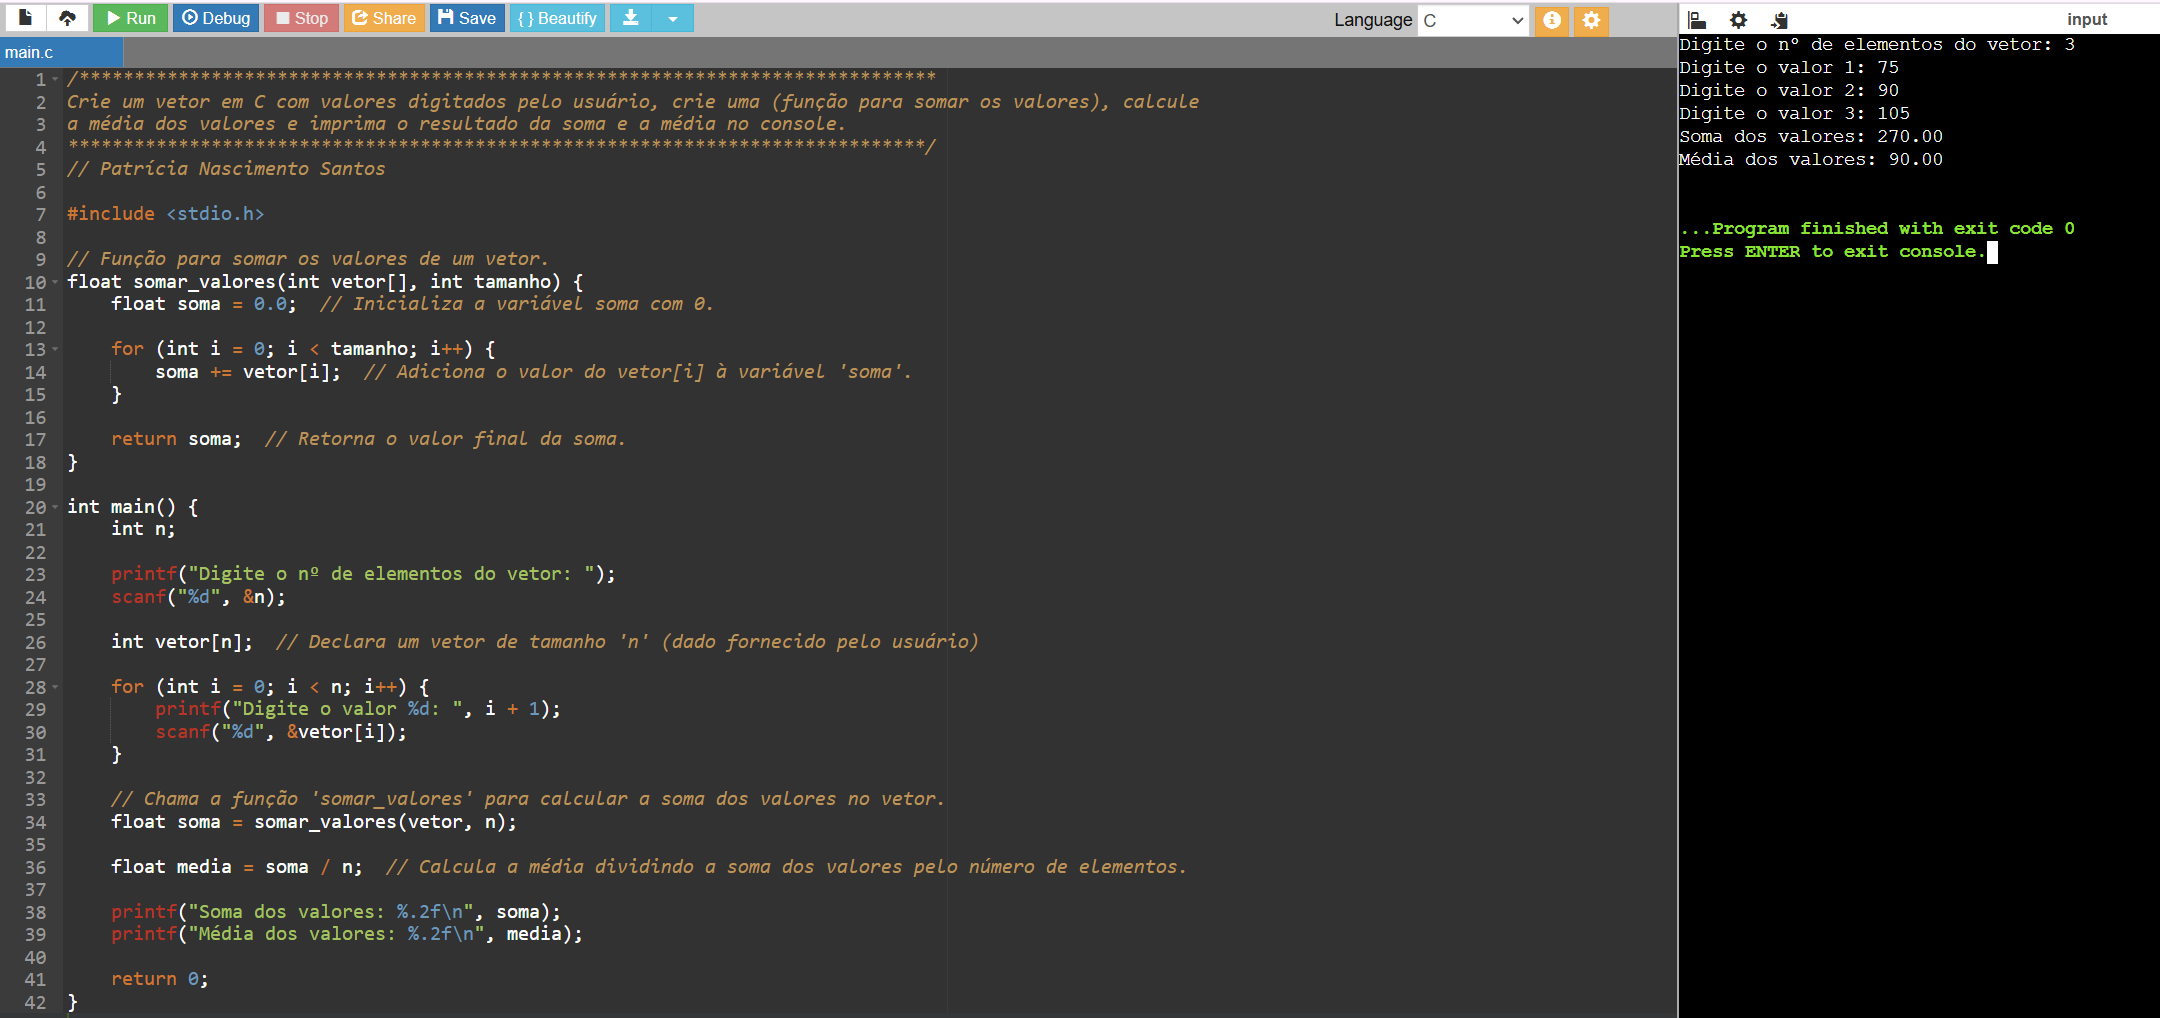 Run Debug Stop Share Save { } Beautify Language C
main.c
1 /******************************************************************************
2 Crie um vetor em C com valores digitados pelo usuário, crie uma (função para somar os valores), calcule
3 a média dos valores e imprima o resultado da soma e a média no console.
4 ******************************************************************************/
5 // Patrícia Nascimento Santos
6
7 #include <stdio.h>
8
9 // Função para somar os valores de um vetor.
10 float somar_valores(int vetor[], int tamanho) {
11     float soma = 0.0;  // Inicializa a variável soma com 0.
12
13     for (int i = 0; i < tamanho; i++) {
14         soma += vetor[i];  // Adiciona o valor do vetor[i] à variável 'soma'.
15     }
16
17     return soma;  // Retorna o valor final da soma.
18 }
19
20 int main() {
21     int n;
22
23     printf("Digite o nº de elementos do vetor: ");
24     scanf("%d", &n);
25
26     int vetor[n];  // Declara um vetor de tamanho 'n' (dado fornecido pelo usuário)
27
28     for (int i = 0; i < n; i++) {
29         printf("Digite o valor %d: ", i + 1);
30         scanf("%d", &vetor[i]);
31     }
32
33     // Chama a função 'somar_valores' para calcular a soma dos valores no vetor.
34     float soma = somar_valores(vetor, n);
35
36     float media = soma / n;  // Calcula a média dividindo a soma dos valores pelo número de elementos.
37
38     printf("Soma dos valores: %.2f\n", soma);
39     printf("Média dos valores: %.2f\n", media);
40
41     return 0;
42 }
input
Digite o nº de elementos do vetor: 3
Digite o valor 1: 75
Digite o valor 2: 90
Digite o valor 3: 105
Soma dos valores: 270.00
Média dos valores: 90.00
...Program finished with exit code 0
Press ENTER to exit console.